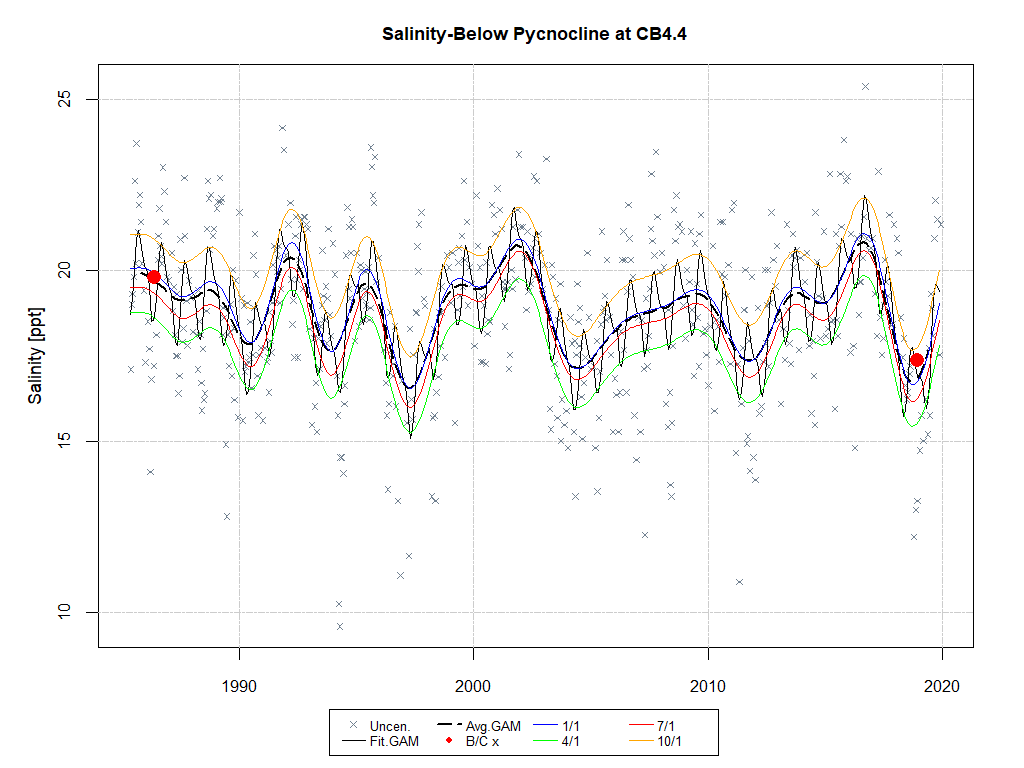 Salinity-Below Pycnocline at CB4.4
25
20
15
10
Salinity [ppt]
1990 2000 2010 2020
Uncen. Avg.GAM 1/1 7/1
Fit.GAM B/C x 4/1 10/1